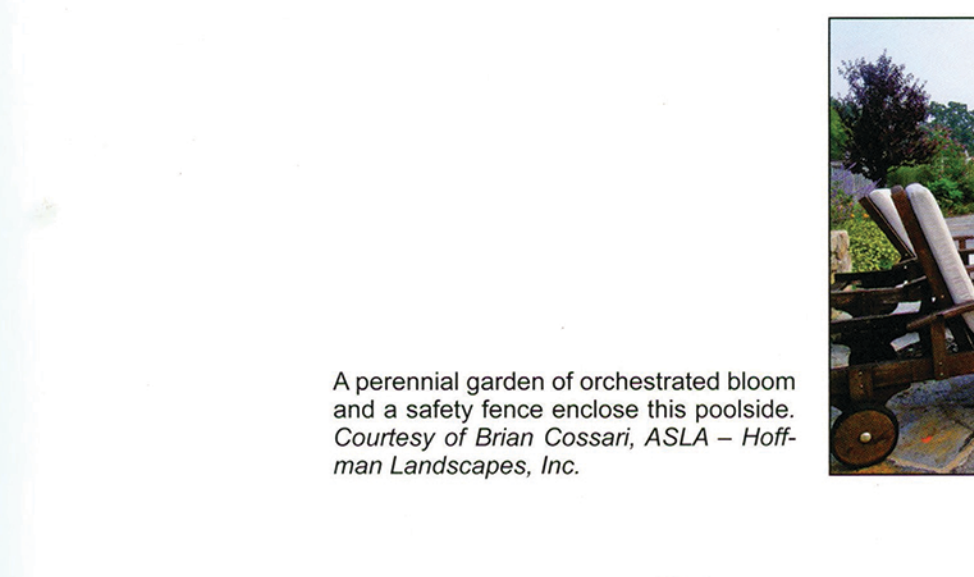 A perennial garden of orchestrated bloom
and a safety fence enclose this poolside.
Courtesy of Brian Cossari, ASLA – Hoff-
man Landscapes, Inc.